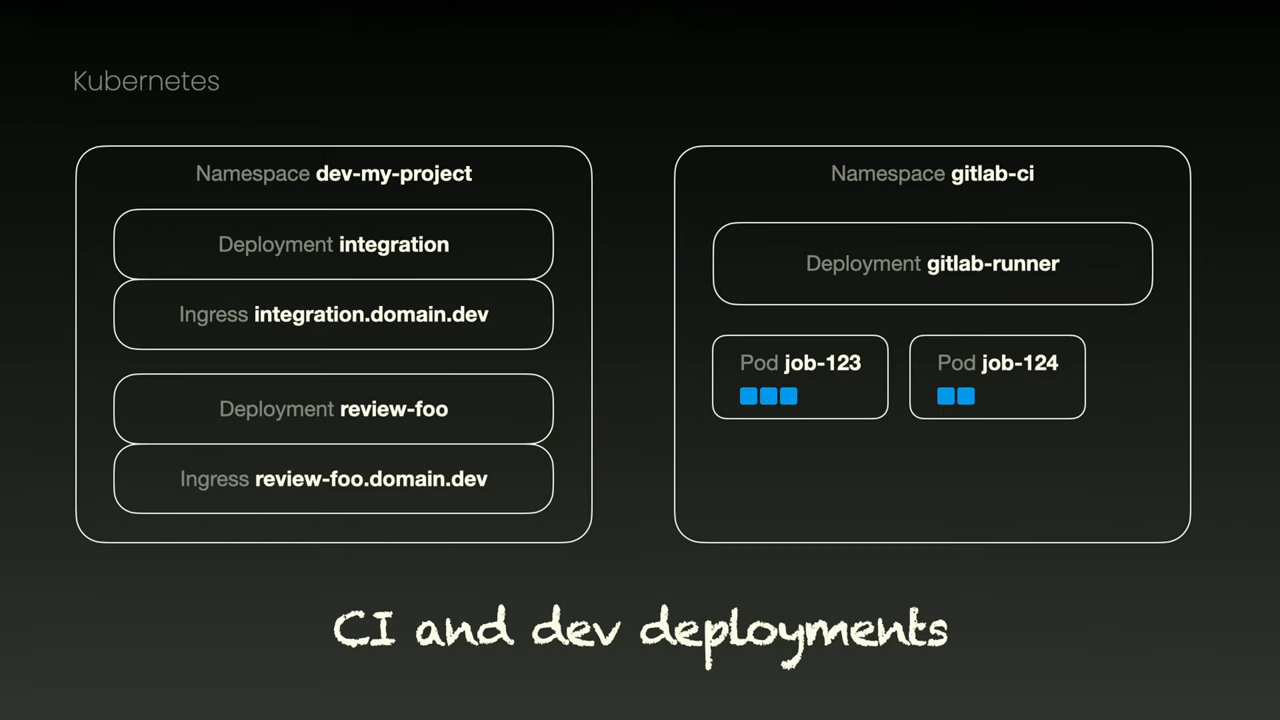 Kubernetes
Namespace dev-my-project
Deployment integration
Ingress integration.domain.dev
Deployment review-foo
Ingress review-foo.domain.dev
Namespace gitlab-ci
Deployment gitlab-runner
Pod job-123
Pod job-124
CI and dev deployments